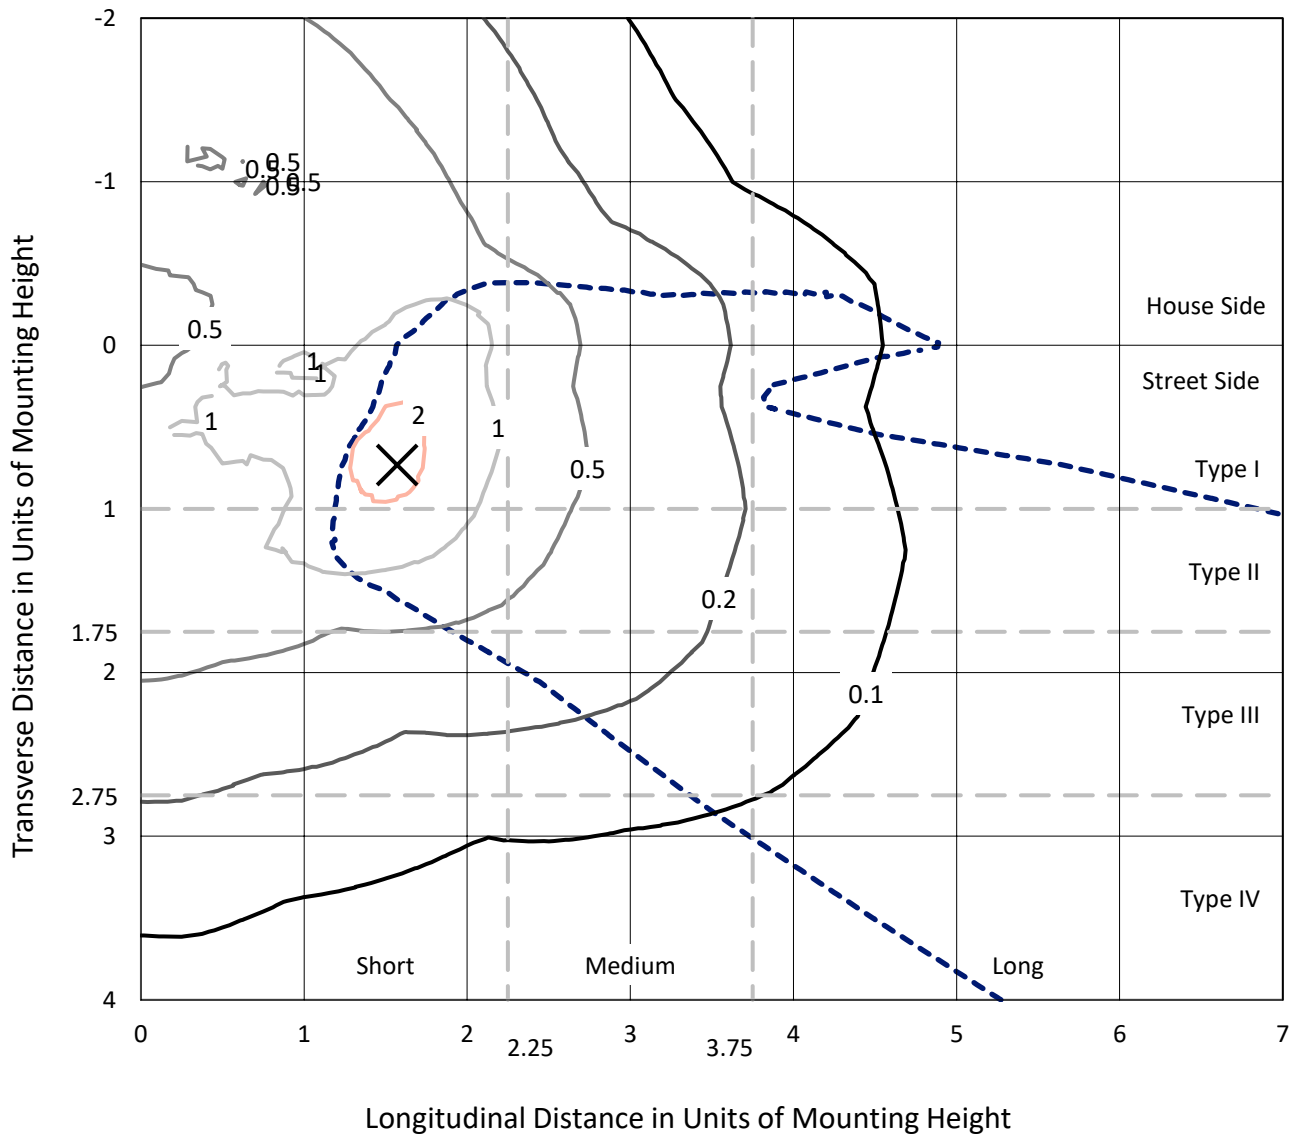 -2
-1
0
1
1.75
2
2.75
3
4
Transverse Distance in Units of Mounting Height
0.5
0.5
0.5
0.5
0.5
1
1
1
2
1
0.5
0.2
0.1
House Side
Street Side
Type I
Type II
Type III
Type IV
Short Medium Long
0 1 2 3 4 5 6 7
2.25 3.75
Longitudinal Distance in Units of Mounting Height